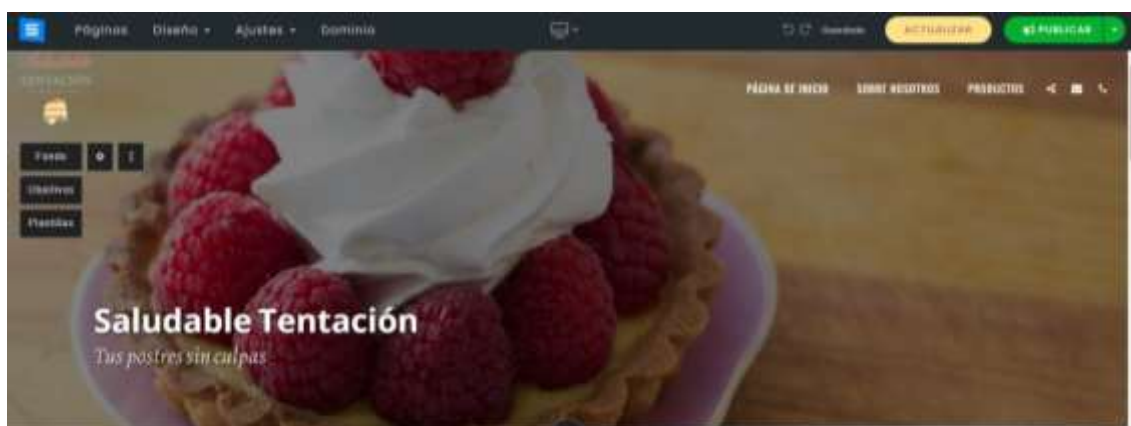 Páginas Diseño Ajustes Dominio ACTUALIZAR PUBLICAR
TENTACIÓN
PÁGINA DE INICIO SOBRE NOSOTROS PRODUCTOS
Fondo
Objetivos
Plantillas
Saludable Tentación
Tus postres sin culpas